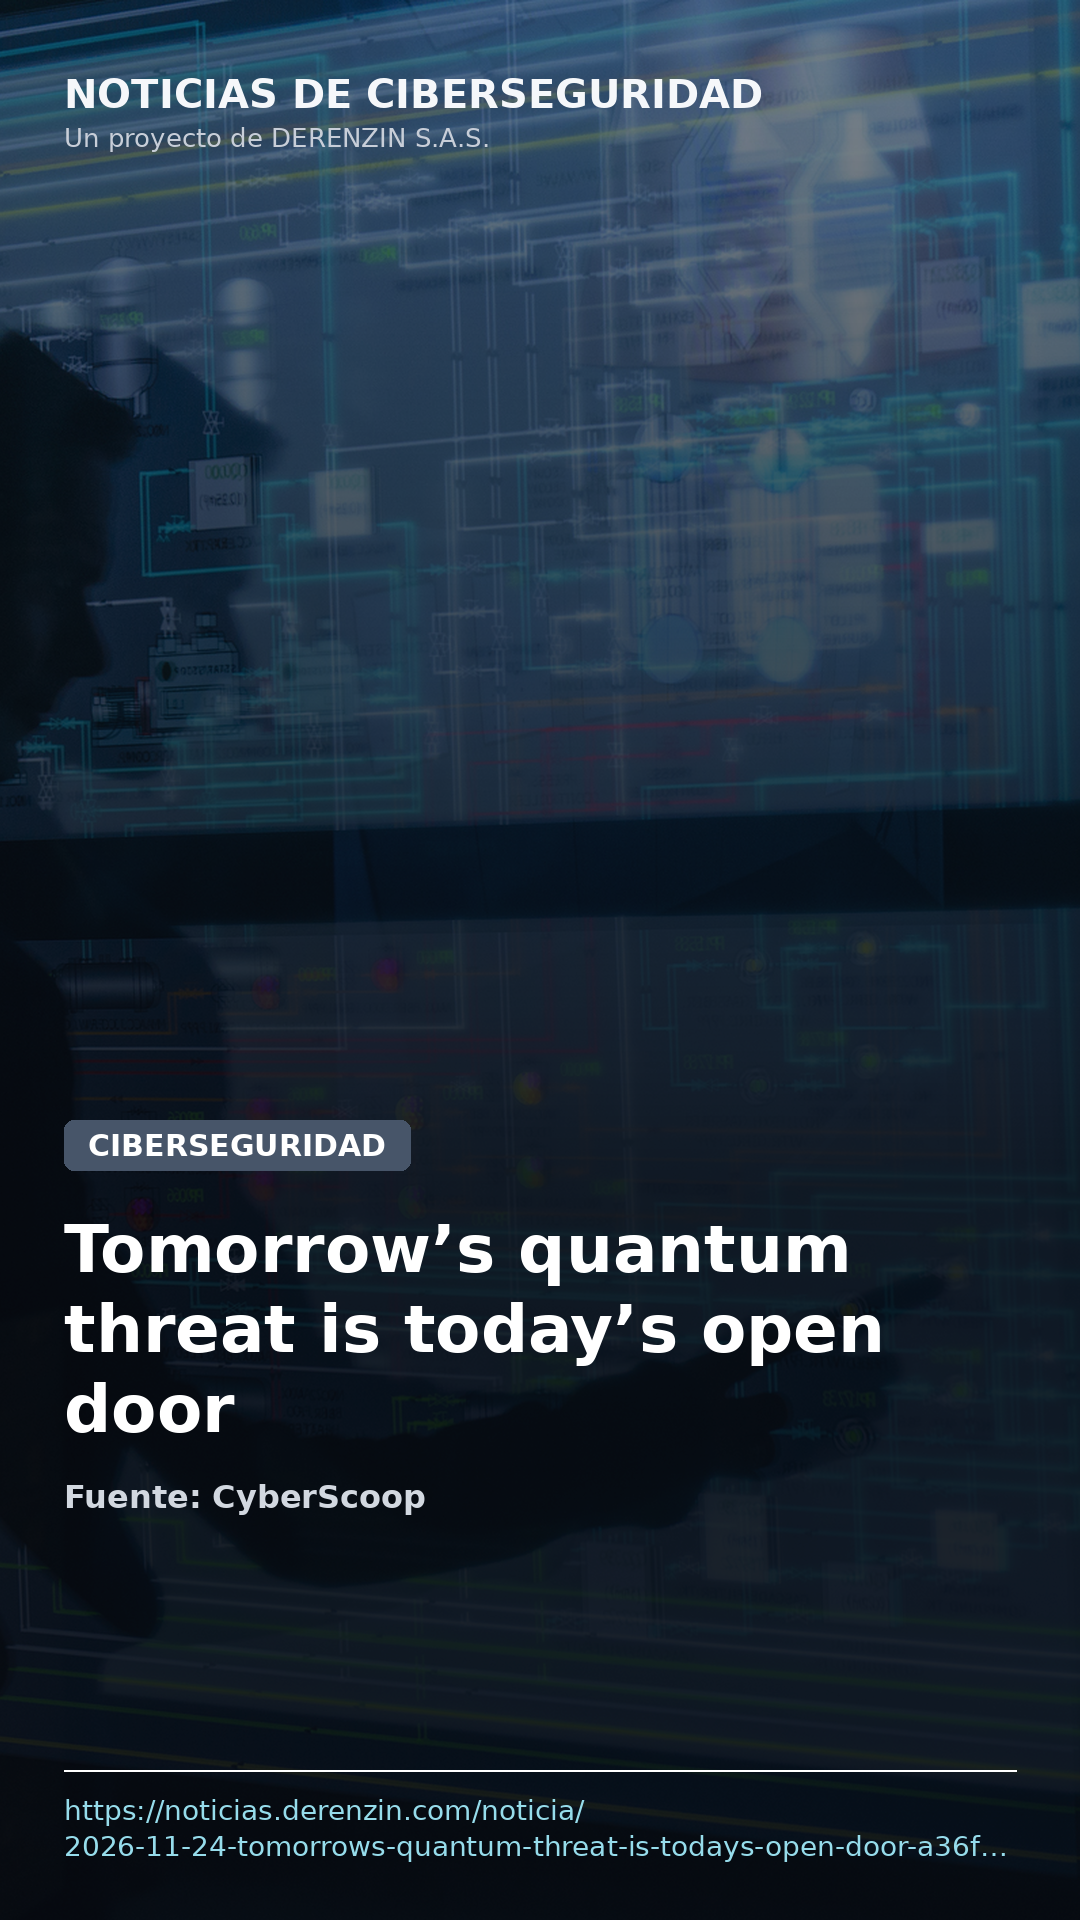 NOTICIAS DE CIBERSEGURIDAD
Un proyecto de DERENZIN S.A.S.
CIBERSEGURIDAD
Tomorrow’s quantum
threat is today’s open
door
Fuente: CyberScoop
https://noticias.derenzin.com/noticia/
2026-11-24-tomorrows-quantum-threat-is-todays-open-door-a36f...